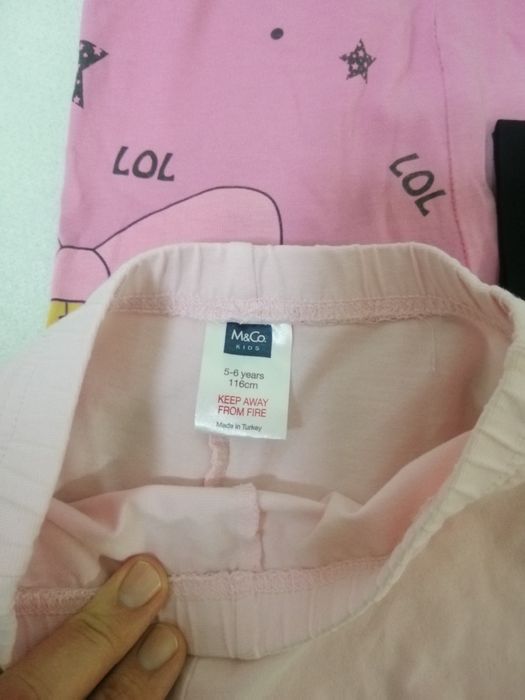 LOL
LOL
M&Co.
KIDS
5-6 years
116cm
KEEP AWAY
FROM FIRE
Made in Turkey